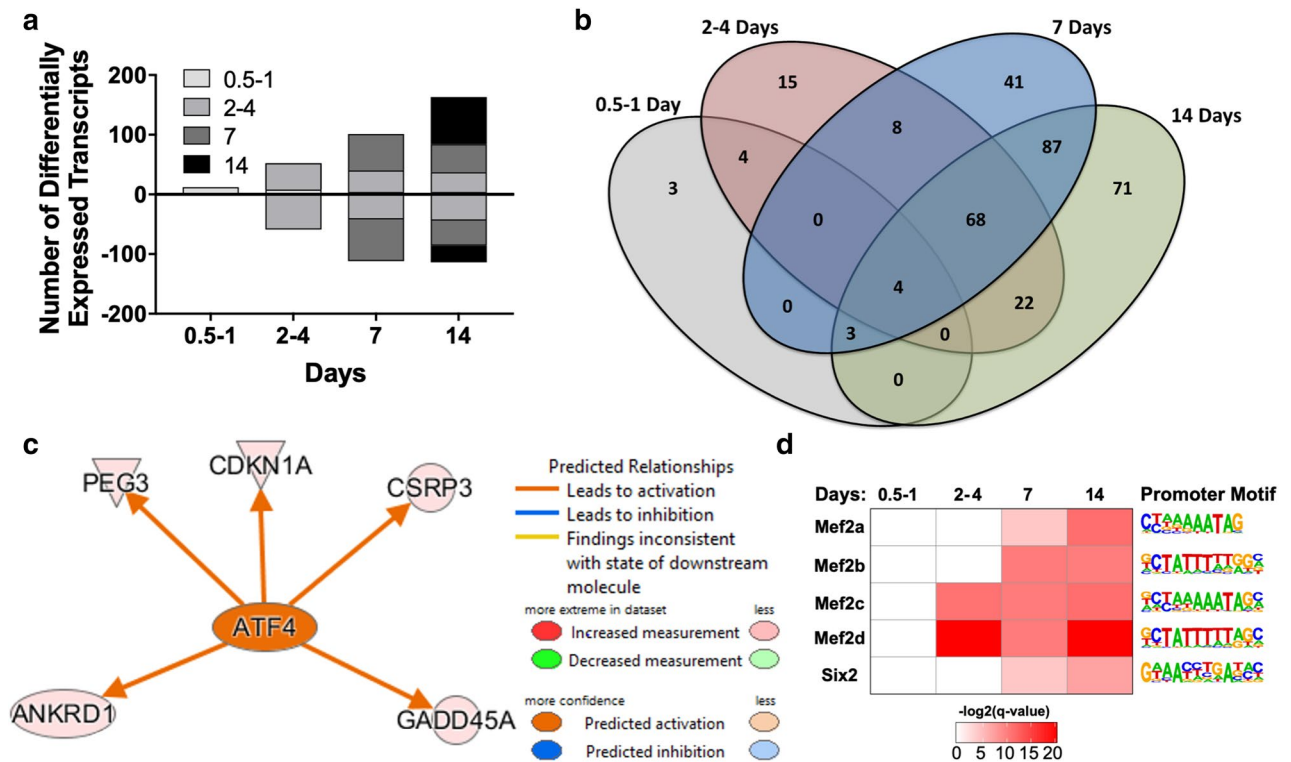 a
Number of Differentially
Expressed Transcripts
200
100
0
-100
-200
0.5-1
2-4
7
14
0.5-1 2-4 7 14
Days
b
2-4 Days
7 Days
0.5-1 Day
14 Days
15
41
8
87
4
3
71
0
68
4
0
22
3
0
0
c
PEG3
CDKN1A
CSRP3
ATF4
ANKRD1
GADD45A
Predicted Relationships
Leads to activation
Leads to inhibition
Findings inconsistent
with state of downstream
molecule
more extreme in dataset less
Increased measurement
Decreased measurement
more confidence less
Predicted activation
Predicted inhibition
d
Days: 0.5-1 2-4 7 14 Promoter Motif
Mef2a
Mef2b
Mef2c
Mef2d
Six2
-log2(q-value)
0 5 10 15 20